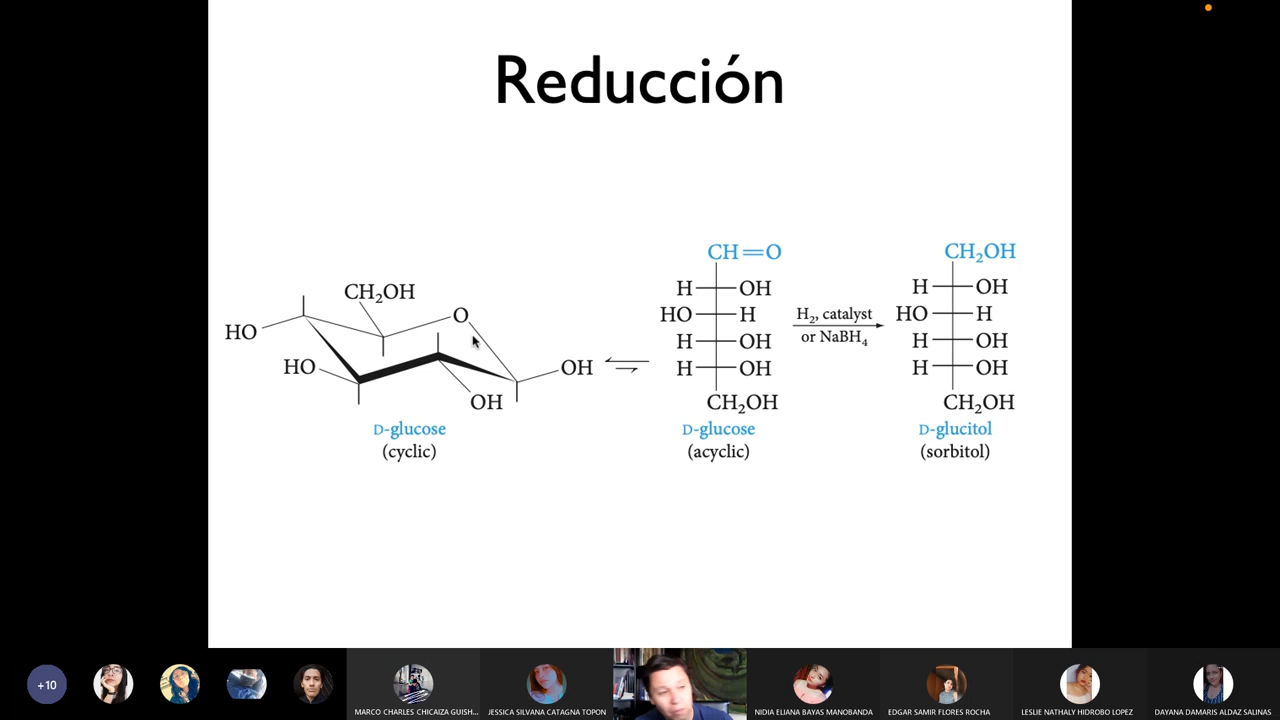 Reducción
CH=O
CH₂OH
CH₂OH
H OH
H OH
HO
O
HO H
H₂, catalyst
HO H
H OH
or NaBH₄
H OH
HO
OH
H OH
H OH
OH
CH₂OH
CH₂OH
D-glucose
D-glucose
D-glucitol
(cyclic)
(acyclic)
(sorbitol)
+10
MARCO CHARLES CHICAIZA GUISH...
JESSICA SILVANA CATAGNA TOPON
NIDIA ELIANA BAYAS MANOBANDA
EDGAR SAMIR FLORES ROCHA
LESLIE NATHALY HIDROBO LOPEZ
DAYANA DAMARIS ALDAZ SALINAS